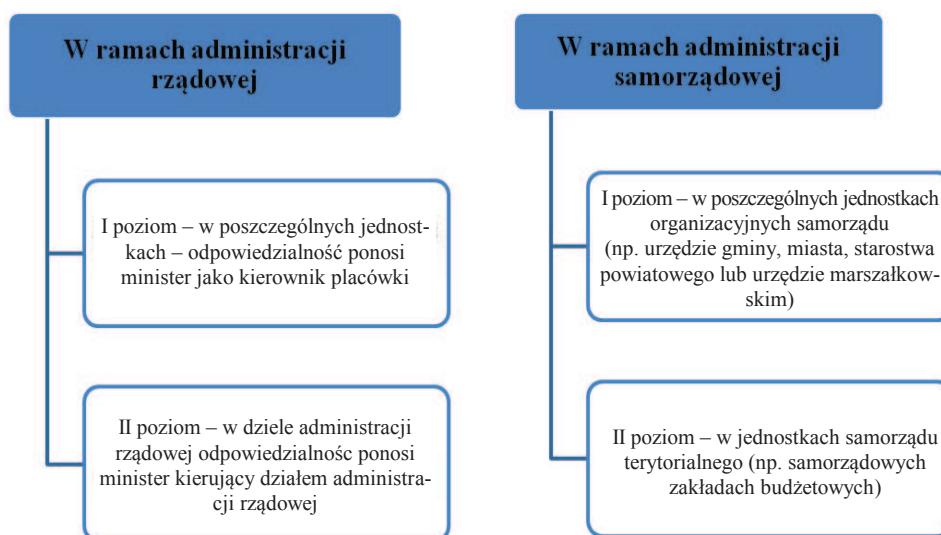 W ramach administracji
rządowej
I poziom – w poszczególnych jednost-
kach – odpowiedzialność ponosi
minister jako kierownik placówki
II poziom – w dziele administracji
rządowej odpowiedzialnośc ponosi
minister kierujący działem administra-
cji rządowej
W ramach administracji
samorządowej
I poziom – w poszczególnych jednostkach
organizacyjnych samorządu
(np. urzędzie gminy, miasta, starostwa
powiatowego lub urzędzie marszałkow-
skim)
II poziom – w jednostkach samorządu
terytorialnego (np. samorządowych
zakładach budżetowych)